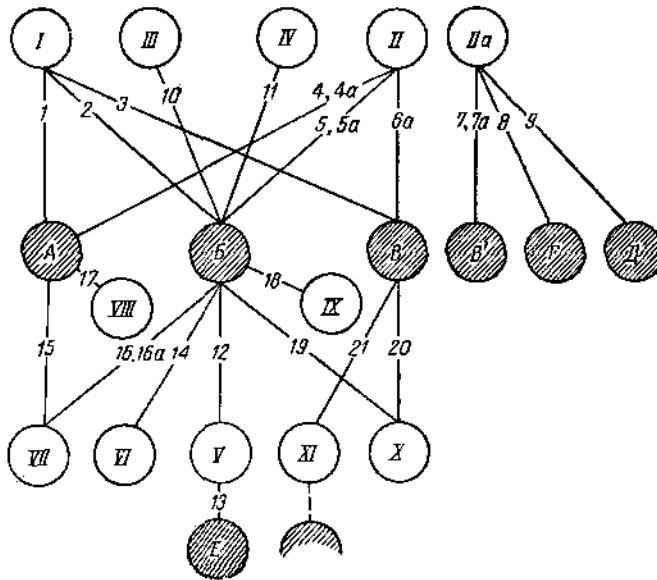 I III IV II IIa
1 2 3 10 11 4, 4a 5, 5a 6a 7, 7a 8 9
А Б В В' Г Д
17 VIII 18 IX
15 16, 16a 14 12 19 21 20
VII VI V XI X
13
Е